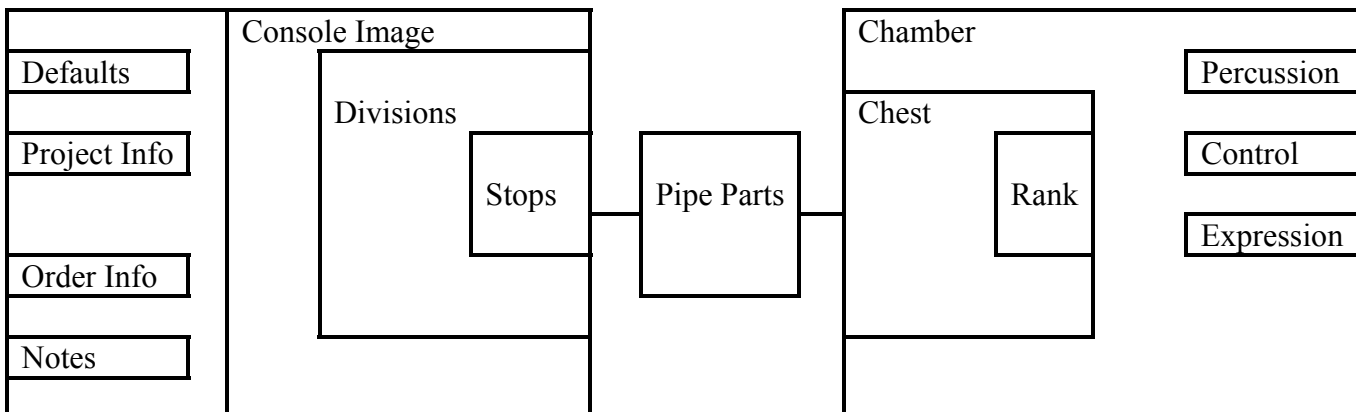 Defaults
Project Info
Order Info
Notes
Console Image
Divisions
Stops
Pipe Parts
Chamber
Chest
Rank
Percussion
Control
Expression